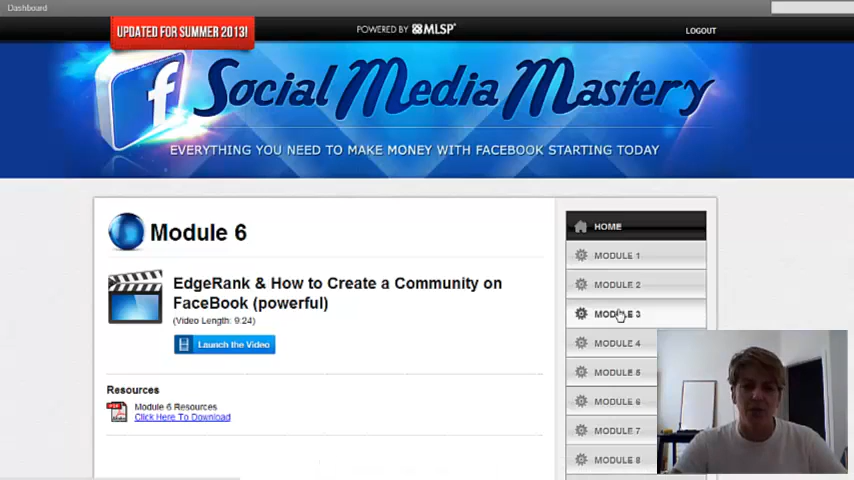 Dashboard
UPDATED FOR SUMMER 2013!
POWERED BY MLSP
LOGOUT
f
Social Media Mastery
EVERYTHING YOU NEED TO MAKE MONEY WITH FACEBOOK STARTING TODAY
Module 6
EdgeRank & How to Create a Community on
FaceBook (powerful)
(Video Length: 9:24)
Launch the Video
Resources
Module 6 Resources
Click Here To Download
HOME
MODULE 1
MODULE 2
MODULE 3
MODULE 4
MODULE 5
MODULE 6
MODULE 7
MODULE 8